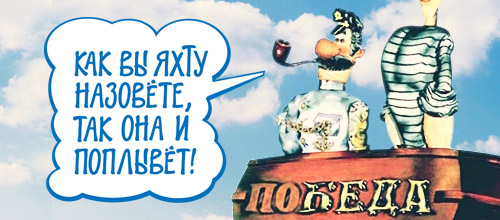 КАК ВЫ ЯХТУ
НАЗОВЁТЕ,
ТАК ОНА И
ПОПЛЫВЁТ!
ПОБЕДА